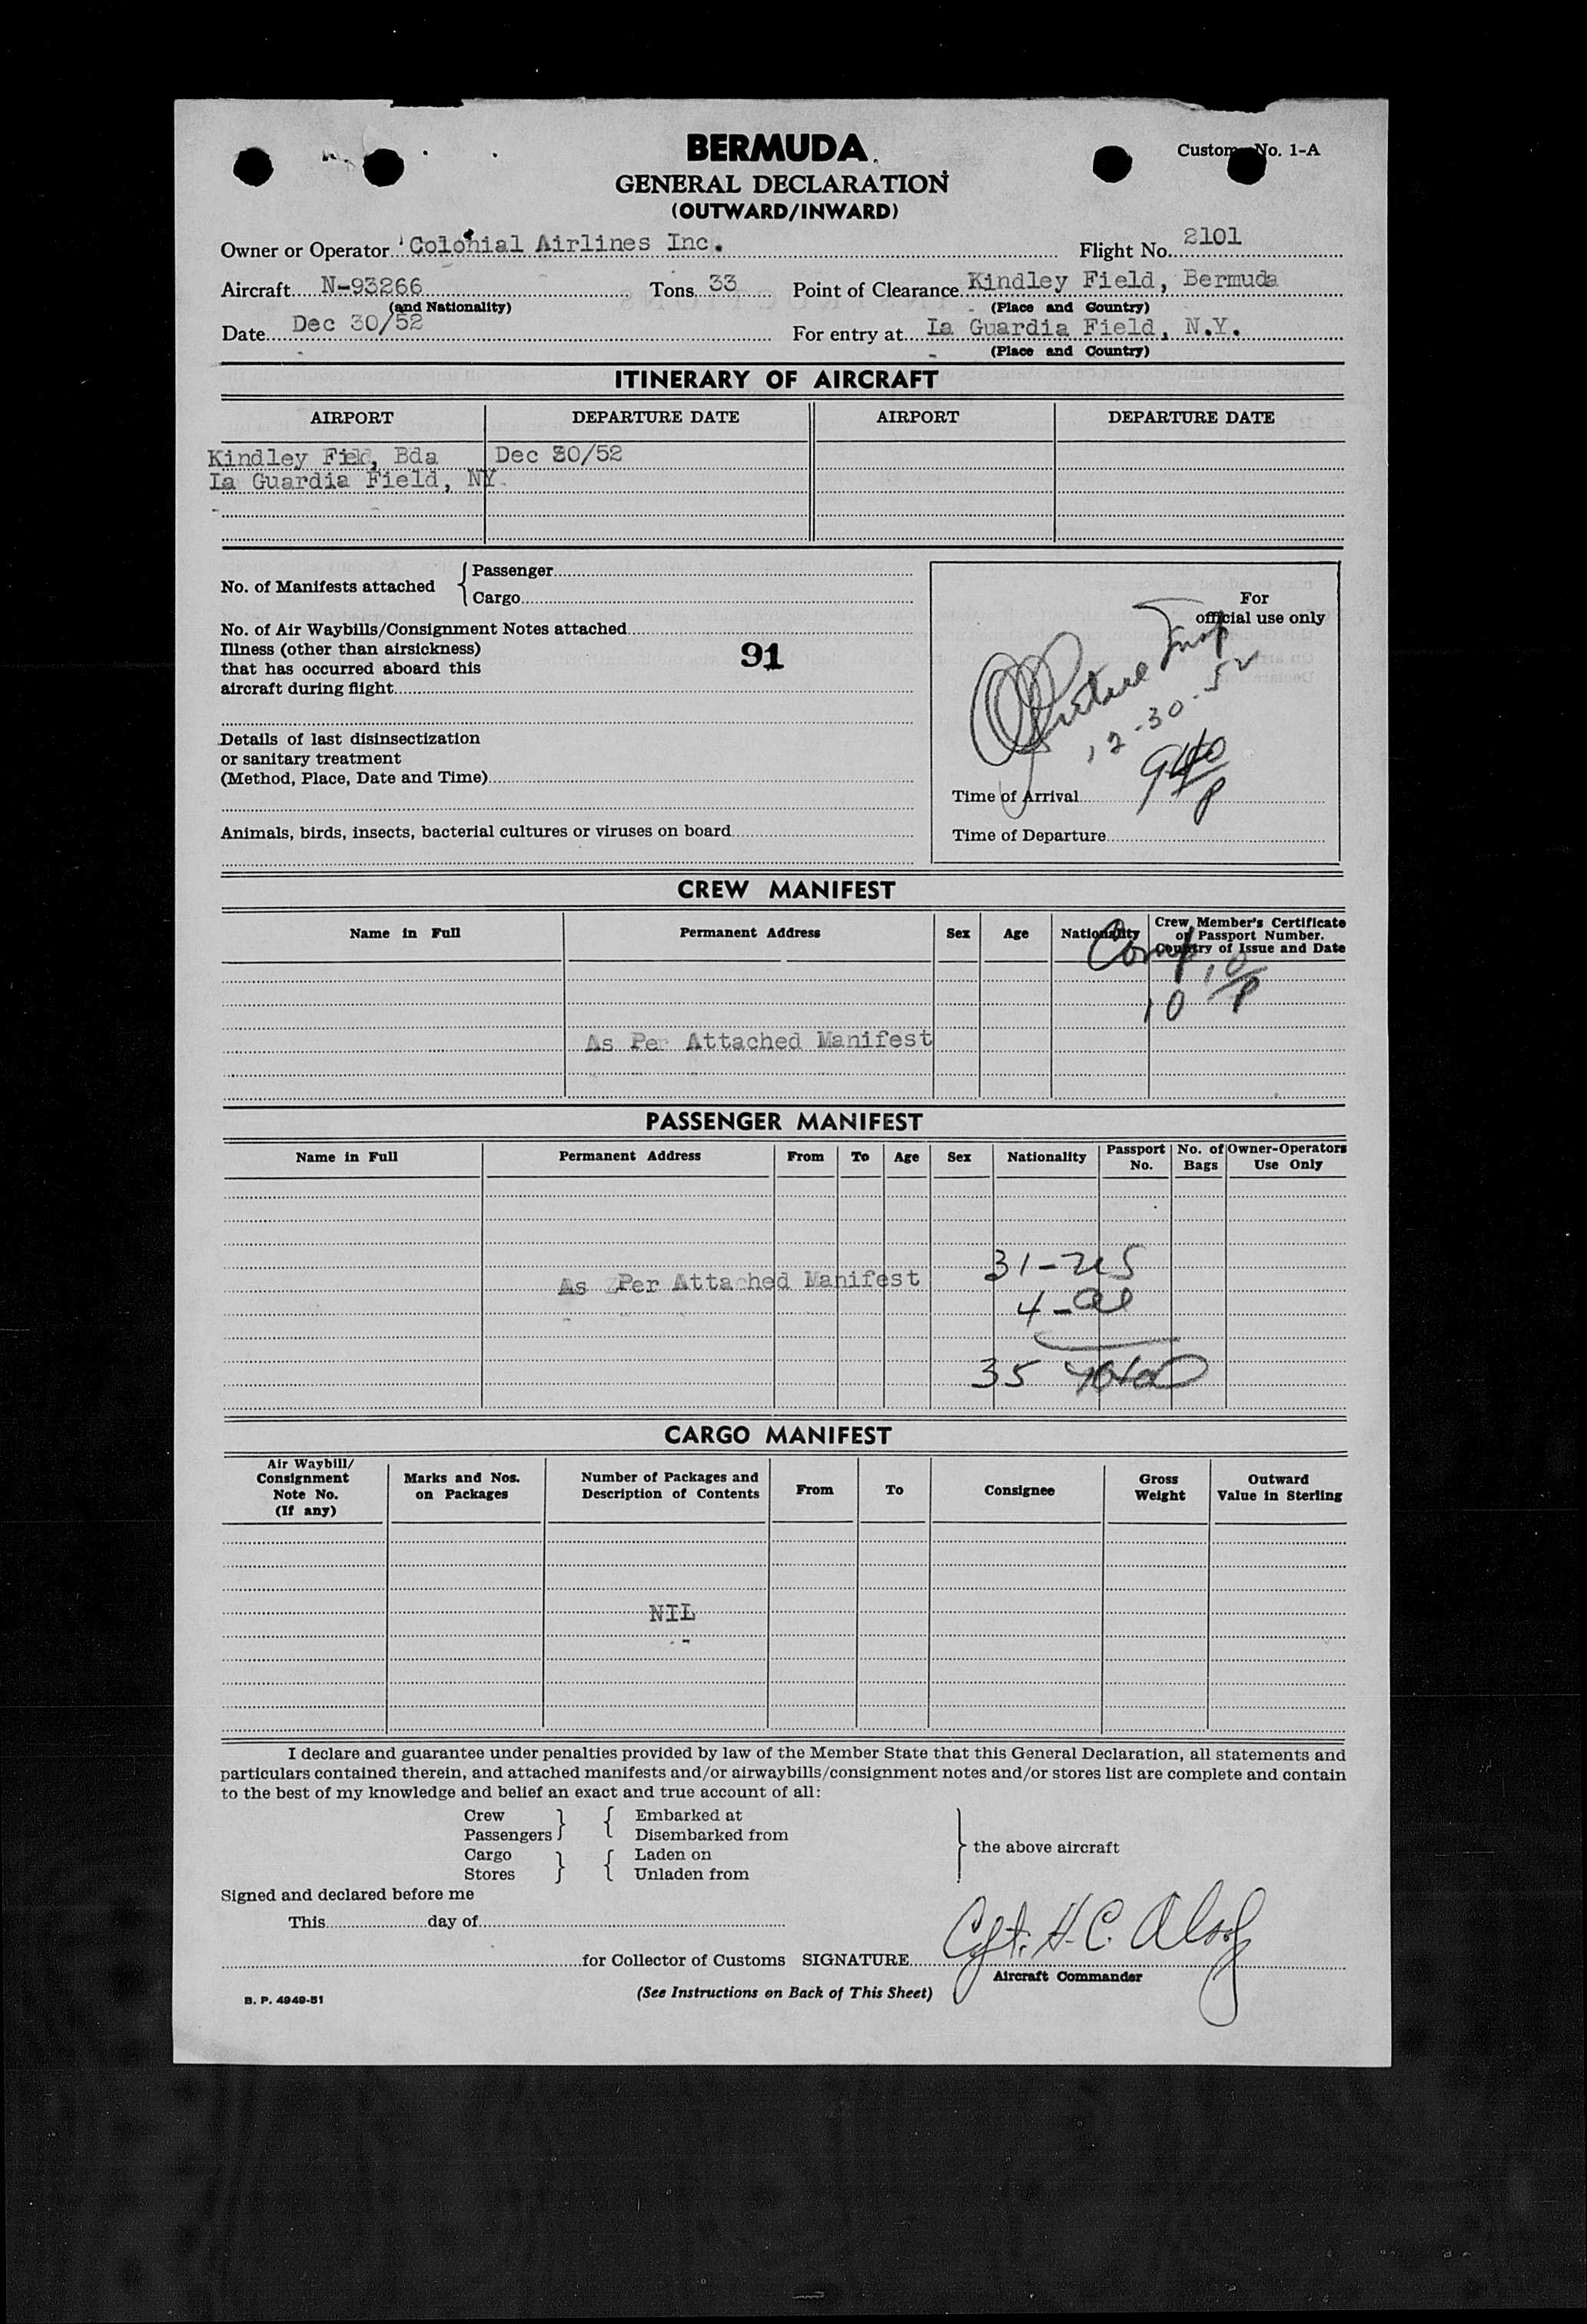 BERMUDA
Customs No. 1-A
GENERAL DECLARATION
(OUTWARD/INWARD)
Owner or Operator Colonial Airlines Inc. Flight No. 2101
Aircraft N-93266 Tons 33 Point of Clearance Kindley Field, Bermuda
(and Nationality) (Place and Country)
Date Dec 30/52 For entry at La Guardia Field, N.Y.
(Place and Country)
ITINERARY OF AIRCRAFT
AIRPORT DEPARTURE DATE AIRPORT DEPARTURE DATE
Kindley Field, Bda Dec 30/52
La Guardia Field, NY.
No. of Manifests attached { Passenger
Cargo
For
official use only
No. of Air Waybills/Consignment Notes attached
Illness (other than airsickness)
that has occurred aboard this
aircraft during flight
91
Insp
12-30-52
Details of last disinsectization
or sanitary treatment
(Method, Place, Date and Time)
940/P
Time of Arrival
Animals, birds, insects, bacterial cultures or viruses on board
Time of Departure
CREW MANIFEST
Name in Full Permanent Address Sex Age Nationality Crew Member's Certificate
or Passport Number.
Country of Issue and Date
Comp
10 10/P
As Per Attached Manifest
PASSENGER MANIFEST
Name in Full Permanent Address From To Age Sex Nationality Passport No. No. of Bags Owner-Operators Use Only
31-US
As Per Attached Manifest
4-al
35 total
CARGO MANIFEST
Air Waybill/ Consignment Note No. (If any) Marks and Nos. on Packages Number of Packages and Description of Contents From To Consignee Gross Weight Outward Value in Sterling
NIL
I declare and guarantee under penalties provided by law of the Member State that this General Declaration, all statements and
particulars contained therein, and attached manifests and/or airwaybills/consignment notes and/or stores list are complete and contain
to the best of my knowledge and belief an exact and true account of all:
Crew } { Embarked at
Passengers Disembarked from
Cargo } { Laden on } the above aircraft
Stores Unladen from
Signed and declared before me
This day of
for Collector of Customs SIGNATURE Cpt. H.C.
Aircraft Commander
(See Instructions on Back of This Sheet)
B. P. 4949-51